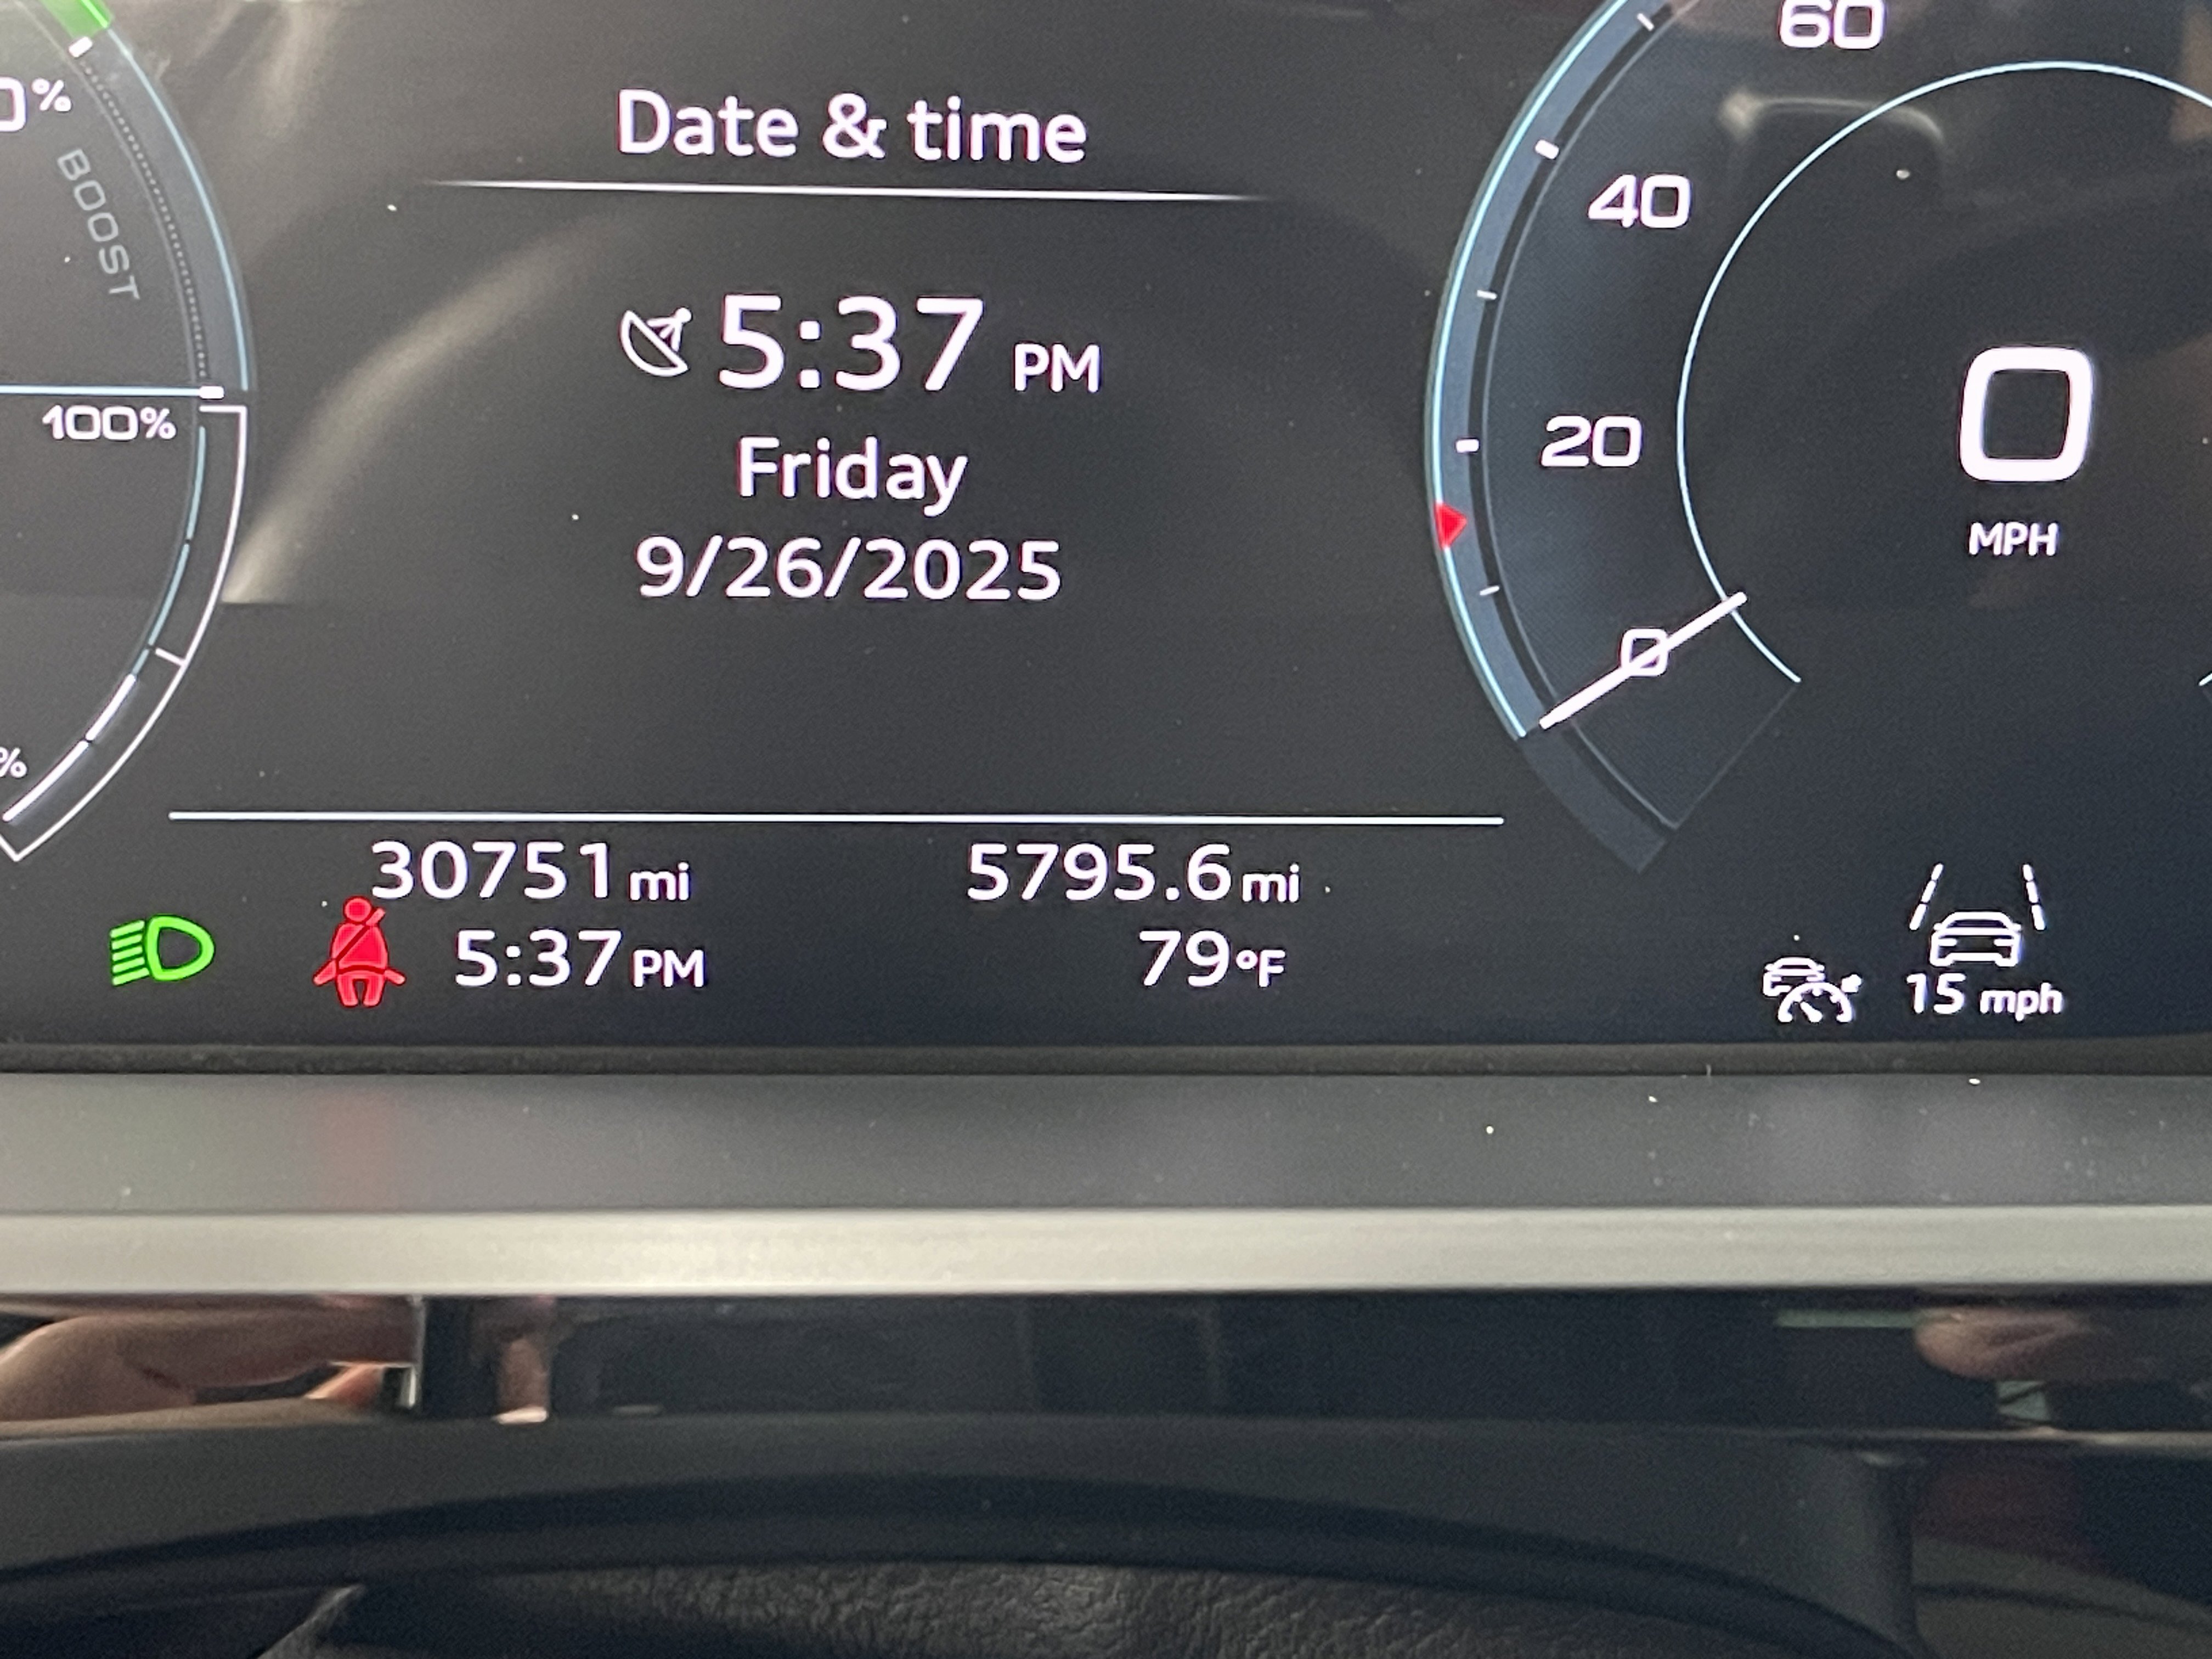 Date & time
5:37 PM
Friday
9/26/2025
BOOST
100%
%
60
40
20
0
0
MPH
30751 mi
5795.6 mi
5:37 PM
79°F
15 mph